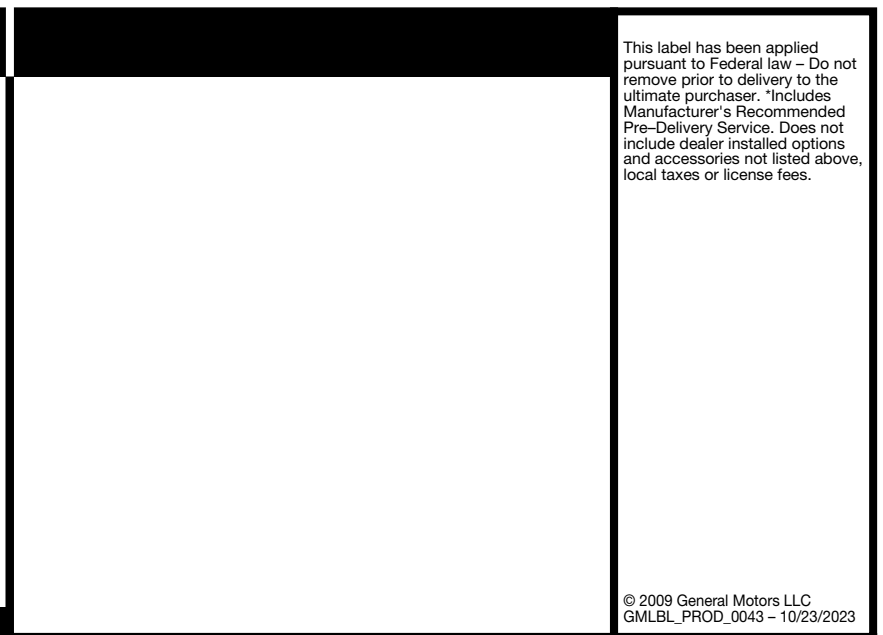 This label has been applied
pursuant to Federal law – Do not
remove prior to delivery to the
ultimate purchaser. *Includes
Manufacturer's Recommended
Pre–Delivery Service. Does not
include dealer installed options
and accessories not listed above,
local taxes or license fees.
© 2009 General Motors LLC
GMLBL_PROD_0043 – 10/23/2023